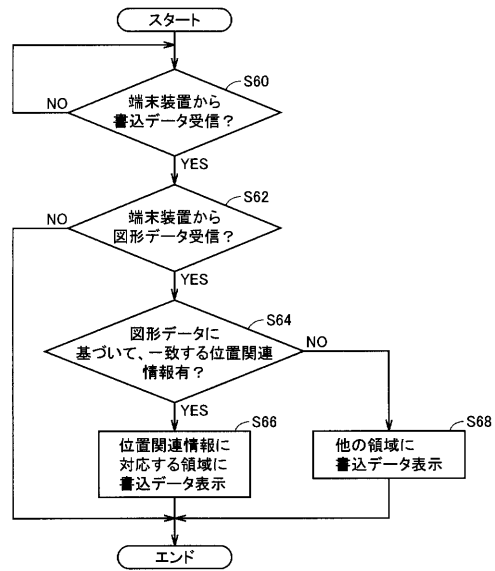 スタート
S60
端末装置から
書込データ受信？
NO
YES
S62
端末装置から
図形データ受信？
NO
YES
S64
図形データに
基づいて、一致する位置関連
情報有？
NO
YES
S66
位置関連情報に
対応する領域に
書込データ表示
S68
他の領域に
書込データ表示
エンド